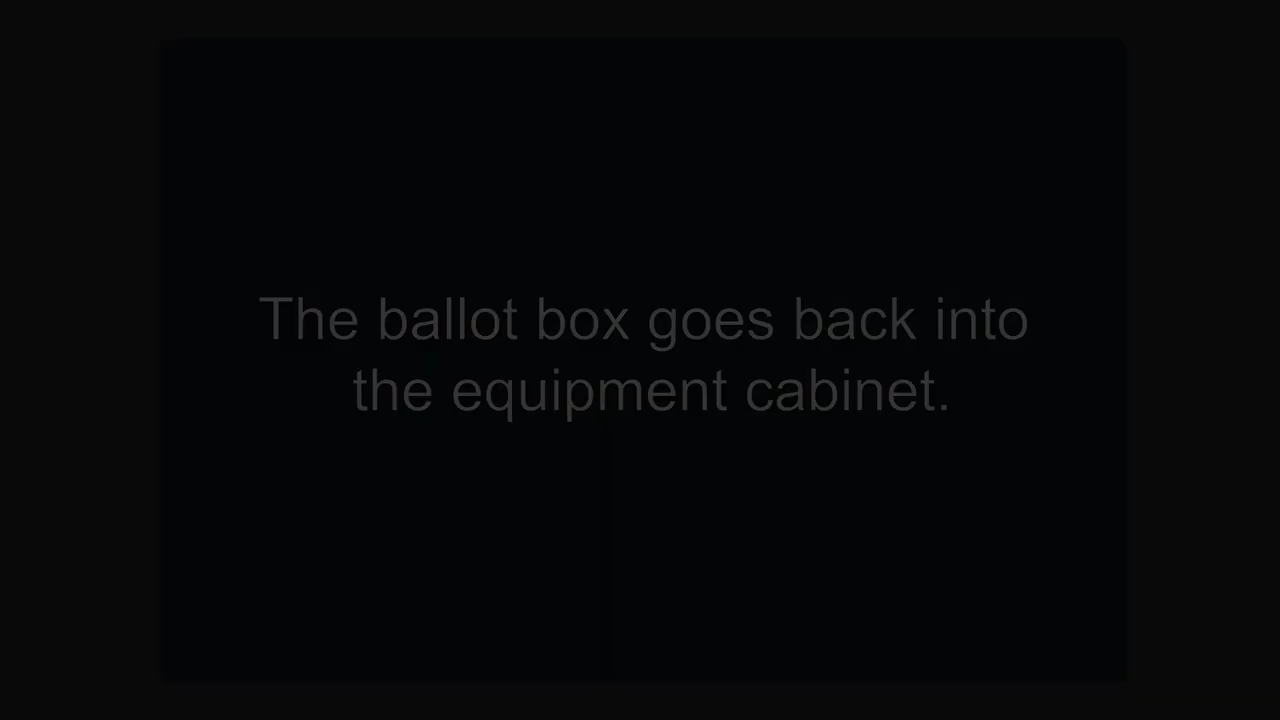 The ballot box goes back into
the equipment cabinet.